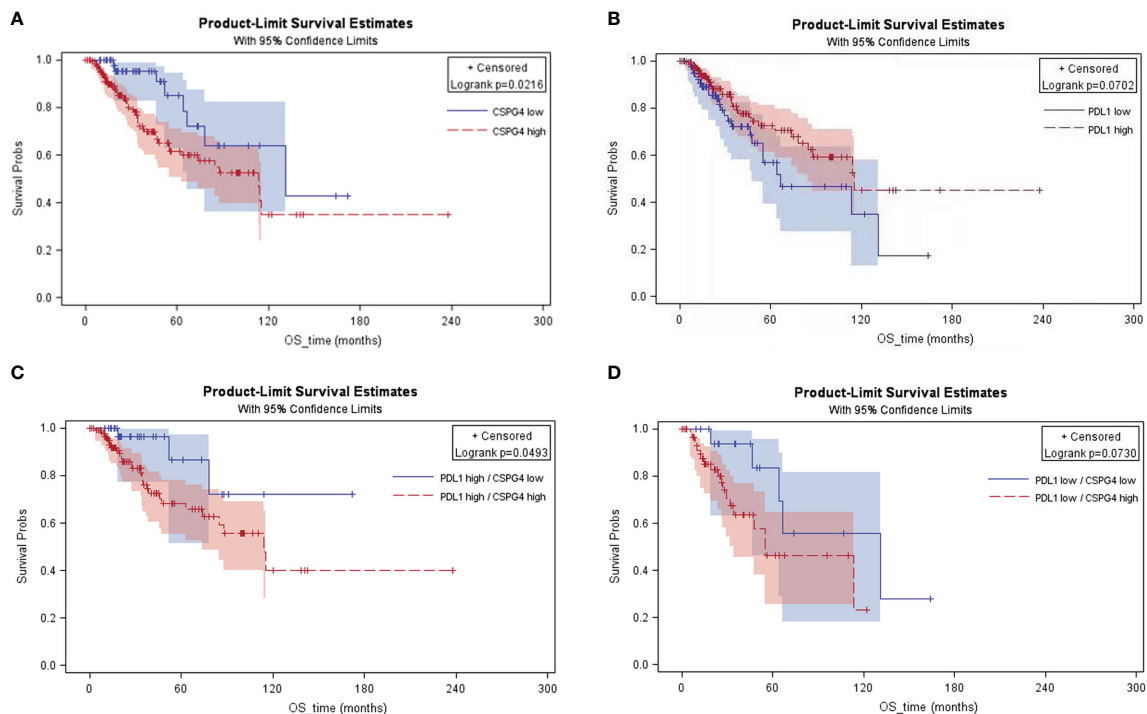 A
Product-Limit Survival Estimates
With 95% Confidence Limits
+ Censored
Logrank p=0.0216
CSPG4 low
CSPG4 high
Survival Probs
1.0
0.8
0.6
0.4
0.2
0.0
0 60 120 180 240 300
OS_time (months)
B
Product-Limit Survival Estimates
With 95% Confidence Limits
+ Censored
Logrank p=0.0702
PDL1 low
PDL1 high
Survival Probs
1.0
0.8
0.6
0.4
0.2
0.0
0 60 120 180 240 300
OS_time (months)
C
Product-Limit Survival Estimates
With 95% Confidence Limits
+ Censored
Logrank p=0.0493
PDL1 high / CSPG4 low
PDL1 high / CSPG4 high
Survival Probs
1.0
0.8
0.6
0.4
0.2
0.0
0 60 120 180 240 300
OS_time (months)
D
Product-Limit Survival Estimates
With 95% Confidence Limits
+ Censored
Logrank p=0.0730
PDL1 low / CSPG4 low
PDL1 low / CSPG4 high
Survival Probs
1.0
0.8
0.6
0.4
0.2
0.0
0 60 120 180 240 300
OS_time (months)